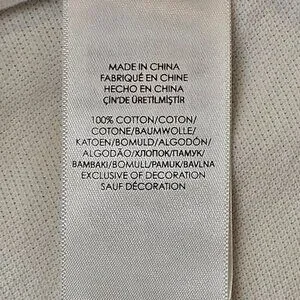 MADE IN CHINA
FABRIQUÉ EN CHINE
HECHO EN CHINA
ÇİN'DE ÜRETILMIŞTIR
100% COTTON/COTON/
COTONE/BAUMWOLLE/
KATOEN/BOMULD/ALGODÓN/
ALGODÃO/ХЛОПОК/ПАМУК/
BAMBAKI/BOMULL/PAMUK/BAVLNA
EXCLUSIVE OF DECORATION
SAUF DÉCORATION